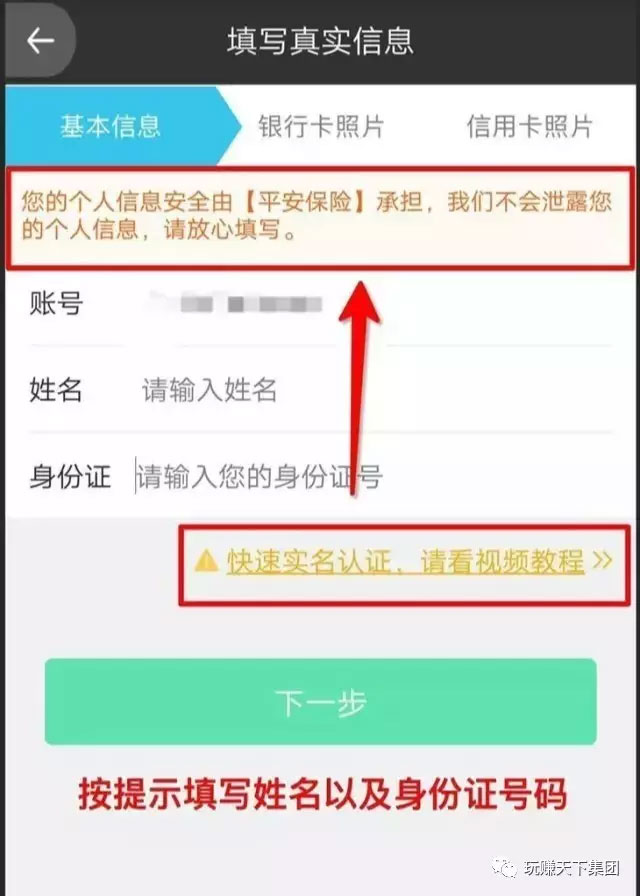 填写真实信息
基本信息
银行卡照片
信用卡照片
您的个人信息安全由【平安保险】承担，我们不会泄露您
的个人信息，请放心填写。
账号
姓名 请输入姓名
身份证 请输入您的身份证号
快速实名认证，请看视频教程 >>
下一步
按提示填写姓名以及身份证号码
玩赚天下集团